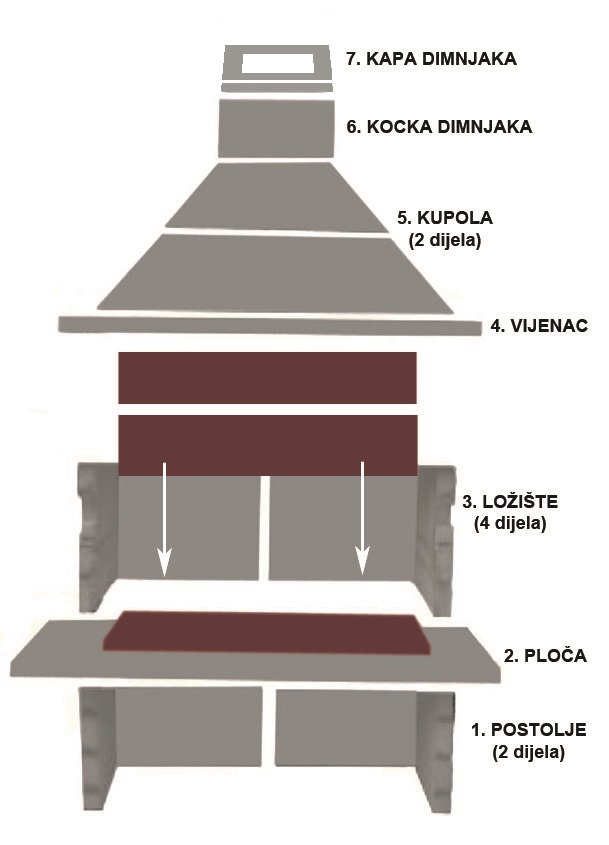 7. KAPA DIMNJAKA
6. KOCKA DIMNJAKA
5. KUPOLA
(2 dijela)
4. VIJENAC
3. LOŽIŠTE
(4 dijela)
2. PLOČA
1. POSTOLJE
(2 dijela)